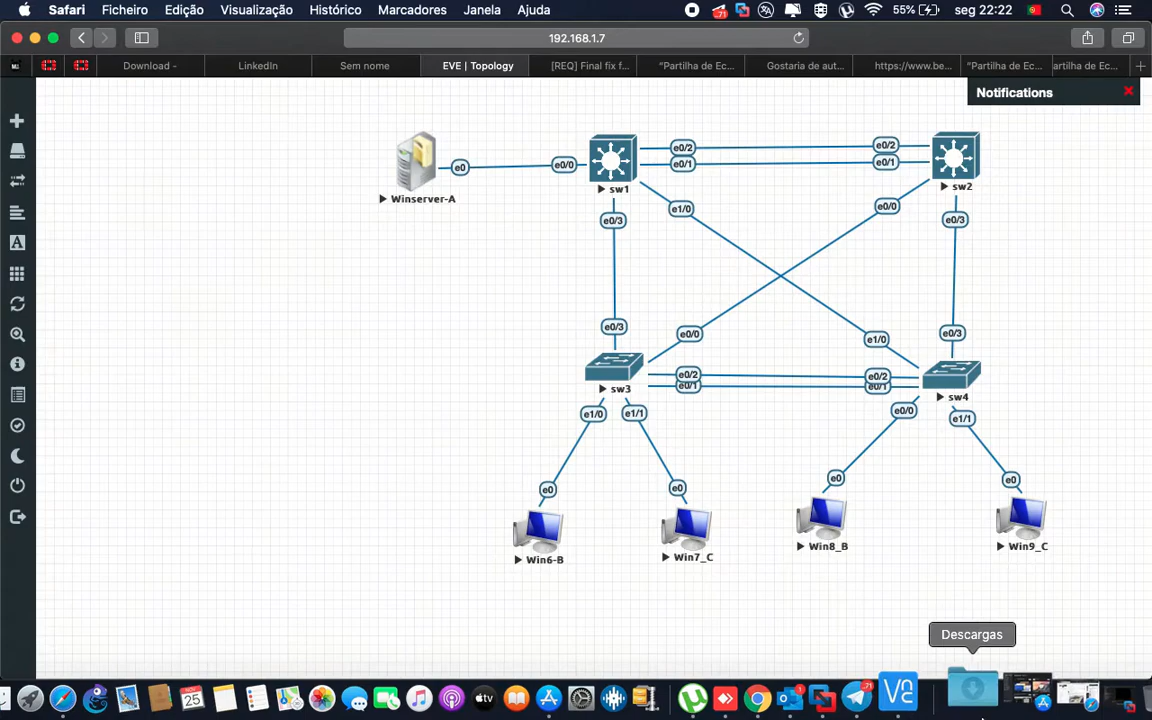 Safari Ficheiro Edição Visualização Histórico Marcadores Janela Ajuda 55% seg 22:22
192.168.1.7
Download - LinkedIn Sem nome EVE | Topology [REQ] Final fix f... “Partilha de Ec... Gostaria de aut... https://www.be... “Partilha de Ec... artilha de Ec...
Notifications
e0/2 e0/2
e0 e0/0 e0/1 e0/1
Winserver-A sw1 sw2
e0/3 e1/0 e0/0 e0/3
e0/3 e0/0 e1/0 e0/3
e0/2 e0/2
sw3 e0/1 e0/1 sw4
e1/0 e1/1 e0/0 e1/1
e0 e0 e0 e0
Win6-B Win7_C Win8_B Win9_C
Descargas
NOV
25
tv
1
71
VE